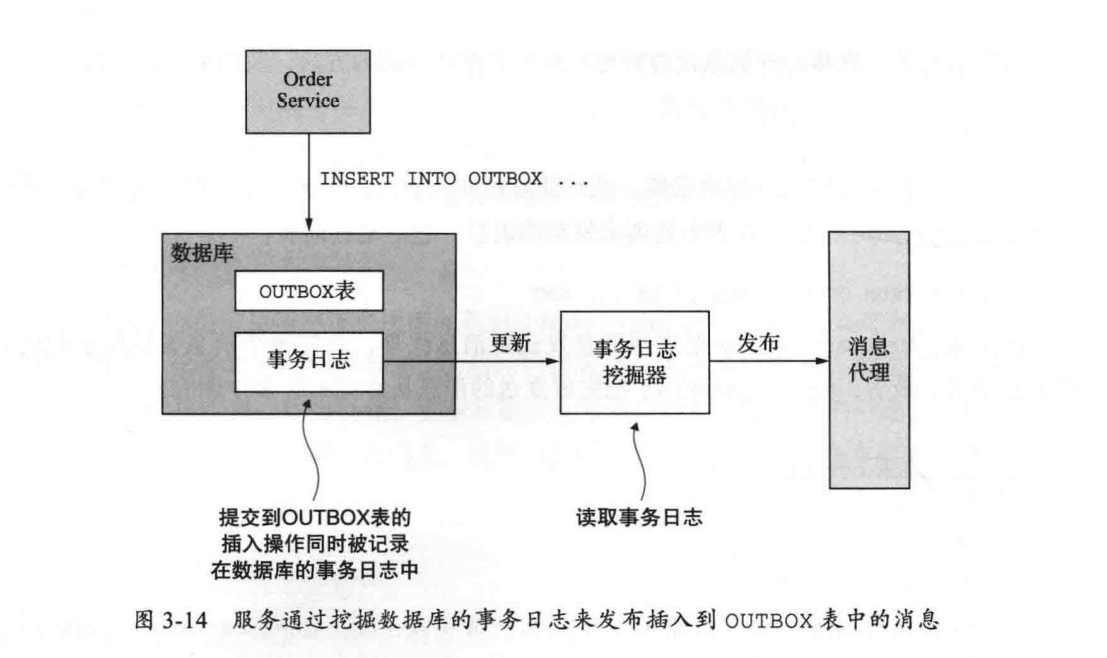 Order
Service
INSERT INTO OUTBOX ...
数据库
OUTBOX表
事务日志
更新
事务日志
挖掘器
发布
消息
代理
提交到OUTBOX表的
插入操作同时被记录
在数据库的事务日志中
读取事务日志
图 3-14 服务通过挖掘数据库的事务日志来发布插入到 OUTBOX 表中的消息